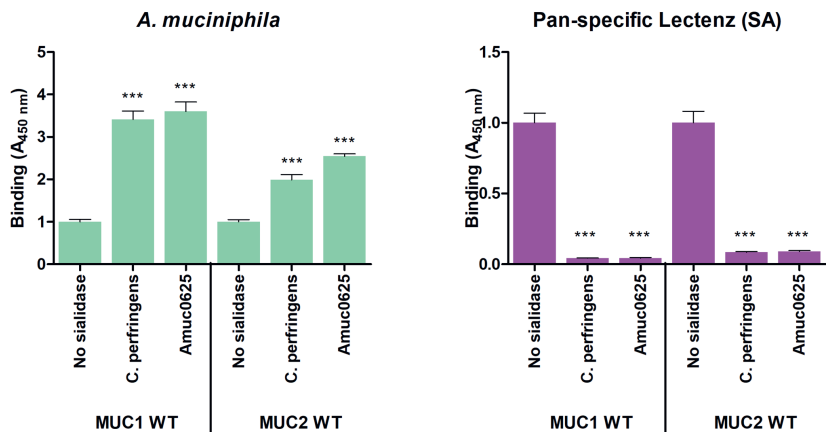 A. muciniphila
Binding (A450 nm)
5
4
3
2
1
0
***
***
***
***
No sialidase
C. perfringens
Amuc0625
No sialidase
C. perfringens
Amuc0625
MUC1 WT
MUC2 WT
Pan-specific Lectenz (SA)
Binding (A450 nm)
1.5
1.0
0.5
0.0
***
***
***
***
No sialidase
C. perfringens
Amuc0625
No sialidase
C. perfringens
Amuc0625
MUC1 WT
MUC2 WT